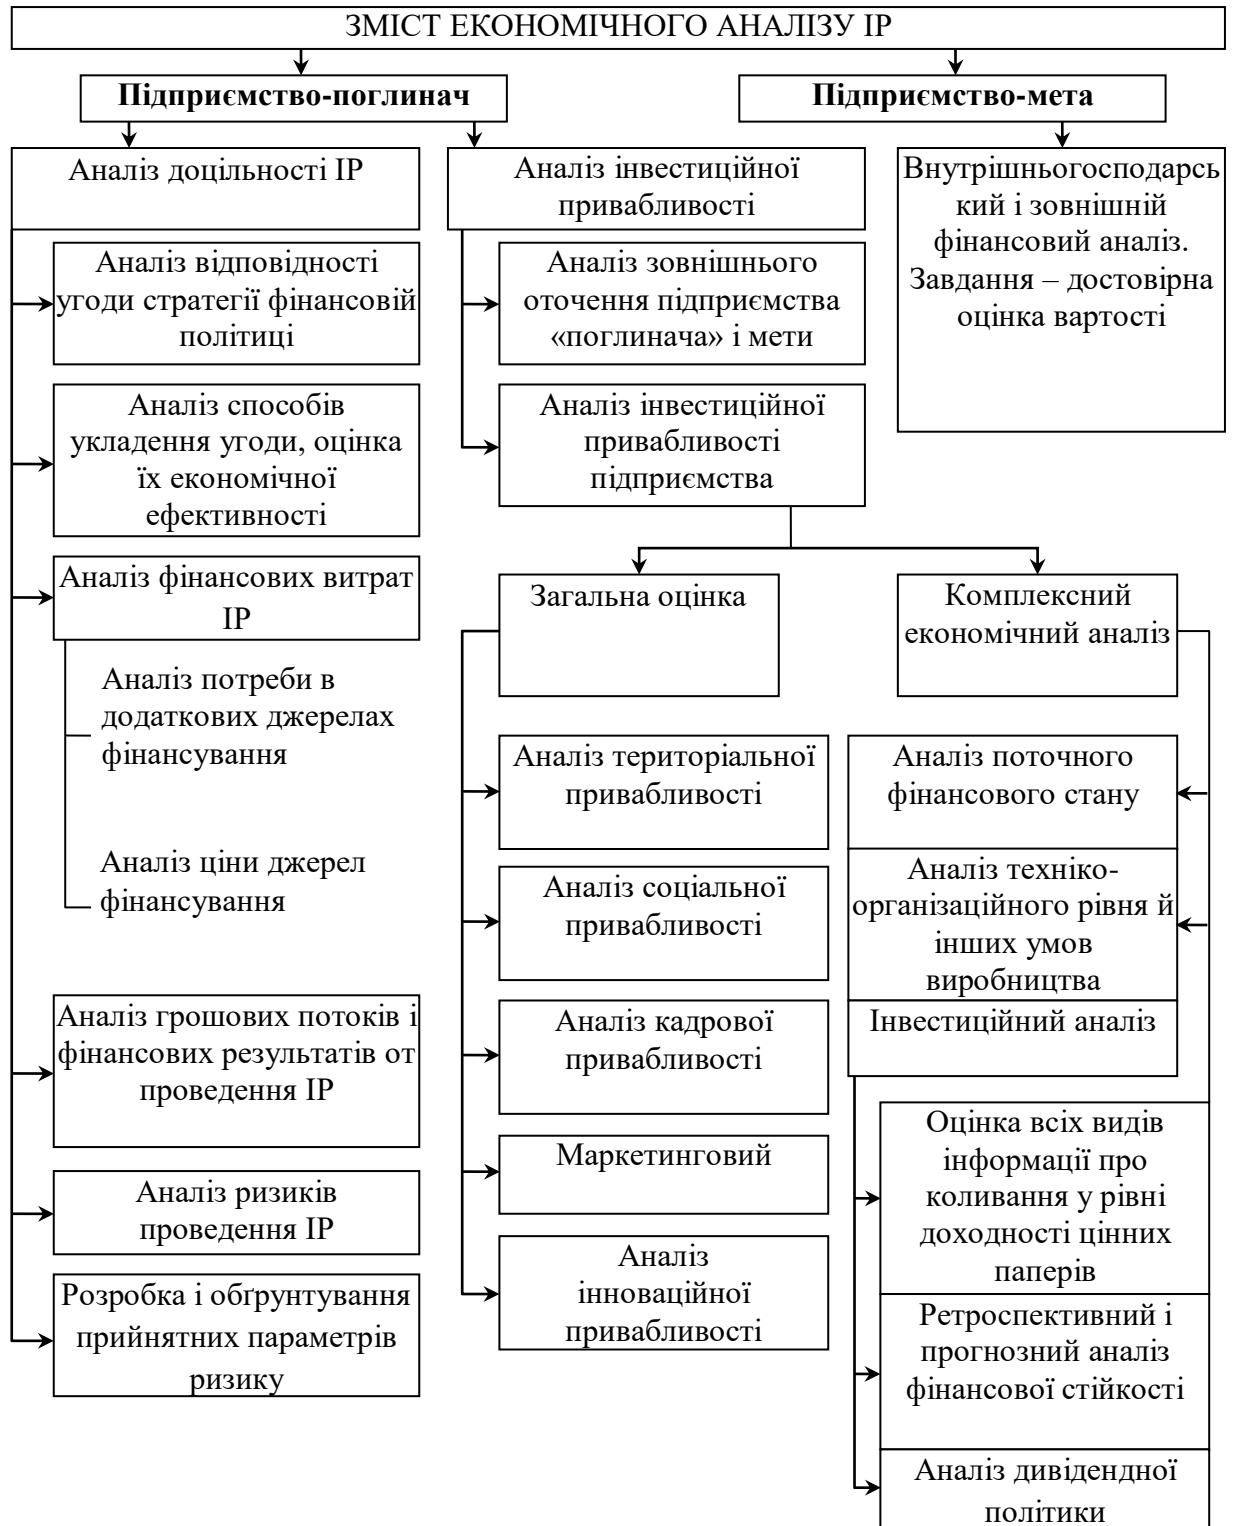 ЗМІСТ ЕКОНОМІЧНОГО АНАЛІЗУ ІР
Підприємство-поглинач
Підприємство-мета
Аналіз доцільності ІР
Аналіз відповідності
угоди стратегії фінансовій
політиці
Аналіз способів
укладення угоди, оцінка
їх економічної
ефективності
Аналіз фінансових витрат
ІР
Аналіз потреби в
додаткових джерелах
фінансування
Аналіз ціни джерел
фінансування
Аналіз грошових потоків і
фінансових результатів от
проведення ІР
Аналіз ризиків
проведення ІР
Розробка і обґрунтування
прийнятних параметрів
ризику
Аналіз інвестиційної
привабливості
Аналіз зовнішнього
оточення підприємства
«поглинача» і мети
Аналіз інвестиційної
привабливості
підприємства
Загальна оцінка
Аналіз територіальної
привабливості
Аналіз соціальної
привабливості
Аналіз кадрової
привабливості
Маркетинговий
Аналіз
інноваційної
привабливості
Комплексний
економічний аналіз
Аналіз поточного
фінансового стану
Аналіз техніко-
організаційного рівня й
інших умов
виробництва
Інвестиційний аналіз
Оцінка всіх видів
інформації про
коливання у рівні
доходності цінних
паперів
Ретроспективний і
прогнозний аналіз
фінансової стійкості
Аналіз дивідендної
політики
Внутрішньогосподарсь
кий і зовнішній
фінансовий аналіз.
Завдання – достовірна
оцінка вартості